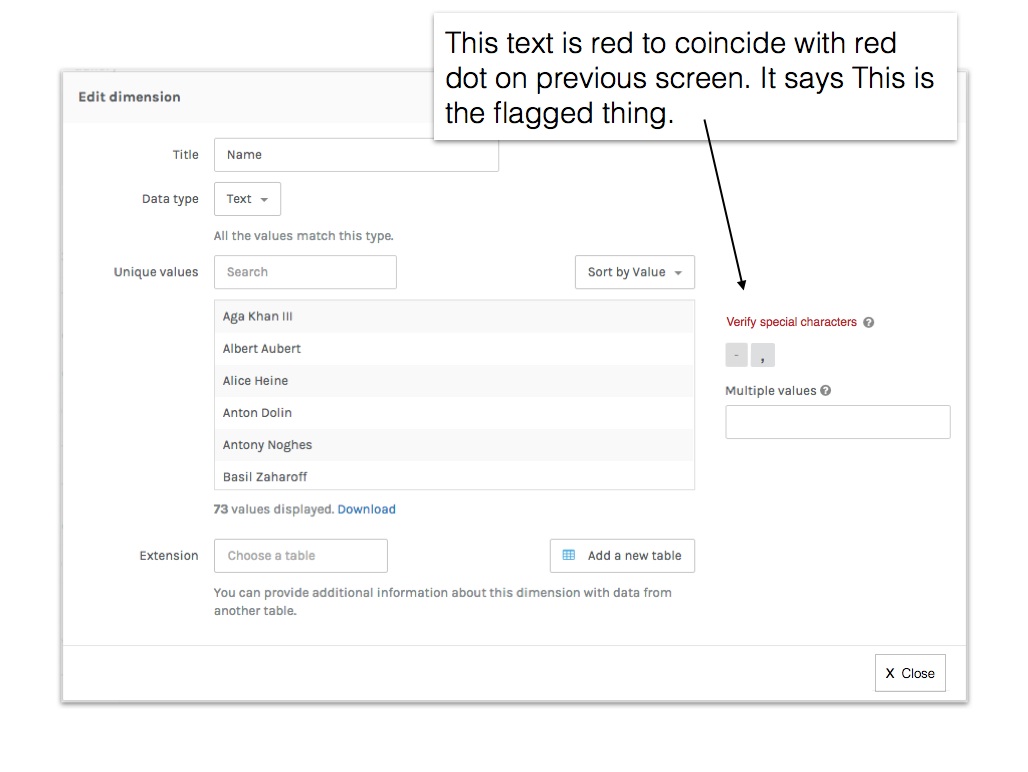 This text is red to coincide with red
dot on previous screen. It says This is
the flagged thing.
Edit dimension
Title
Name
Data type
Text
All the values match this type.
Unique values
Search
Sort by Value
Aga Khan III
Albert Aubert
Alice Heine
Anton Dolin
Antony Noghes
Basil Zaharoff
73 values displayed. Download
Verify special characters ?
- ,
Multiple values ?
Extension
Choose a table
Add a new table
You can provide additional information about this dimension with data from
another table.
X Close